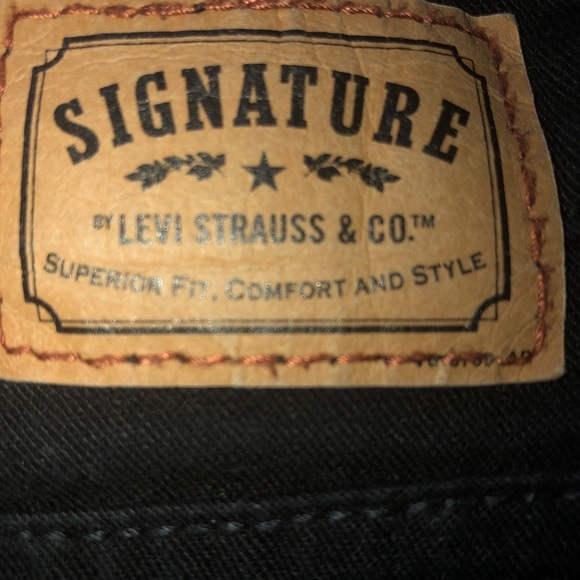 SIGNATURE
BY LEVI STRAUSS & CO.™
SUPERIOR FIT, COMFORT AND STYLE